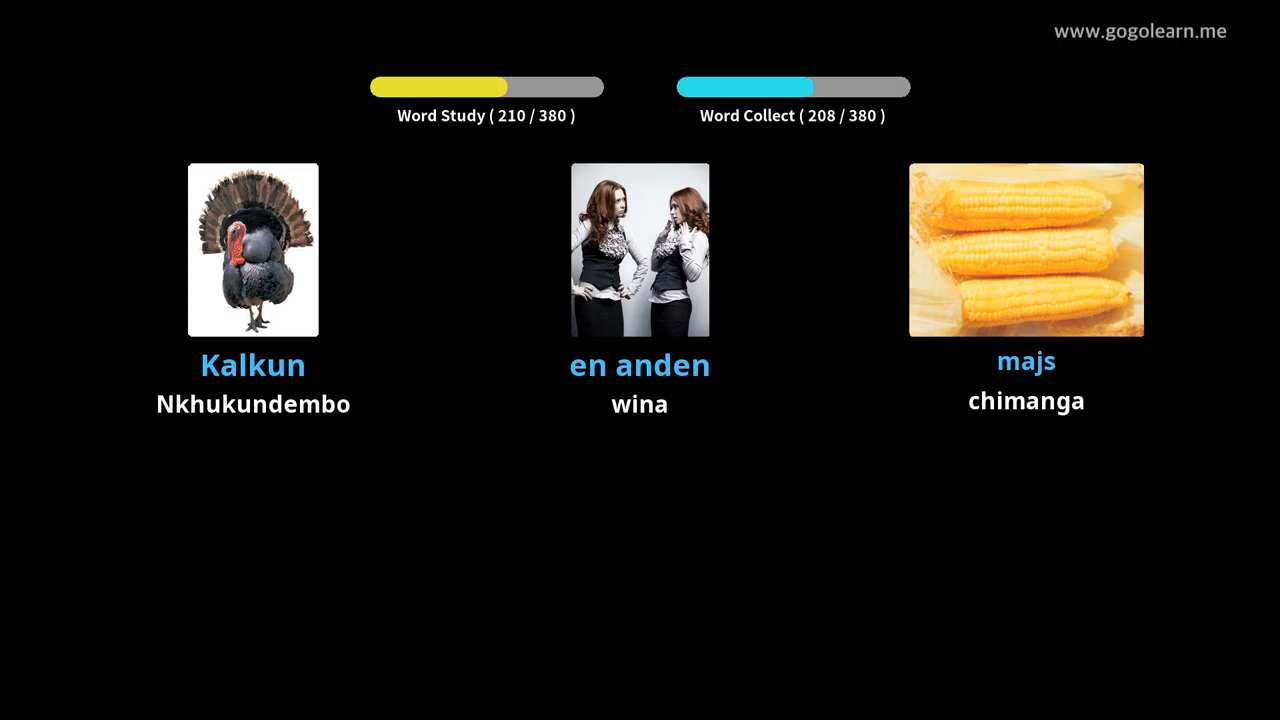 www.gogolearn.me
Word Study ( 210 / 380 )
Word Collect ( 208 / 380 )
Kalkun
Nkhukundembo
en anden
wina
majs
chimanga